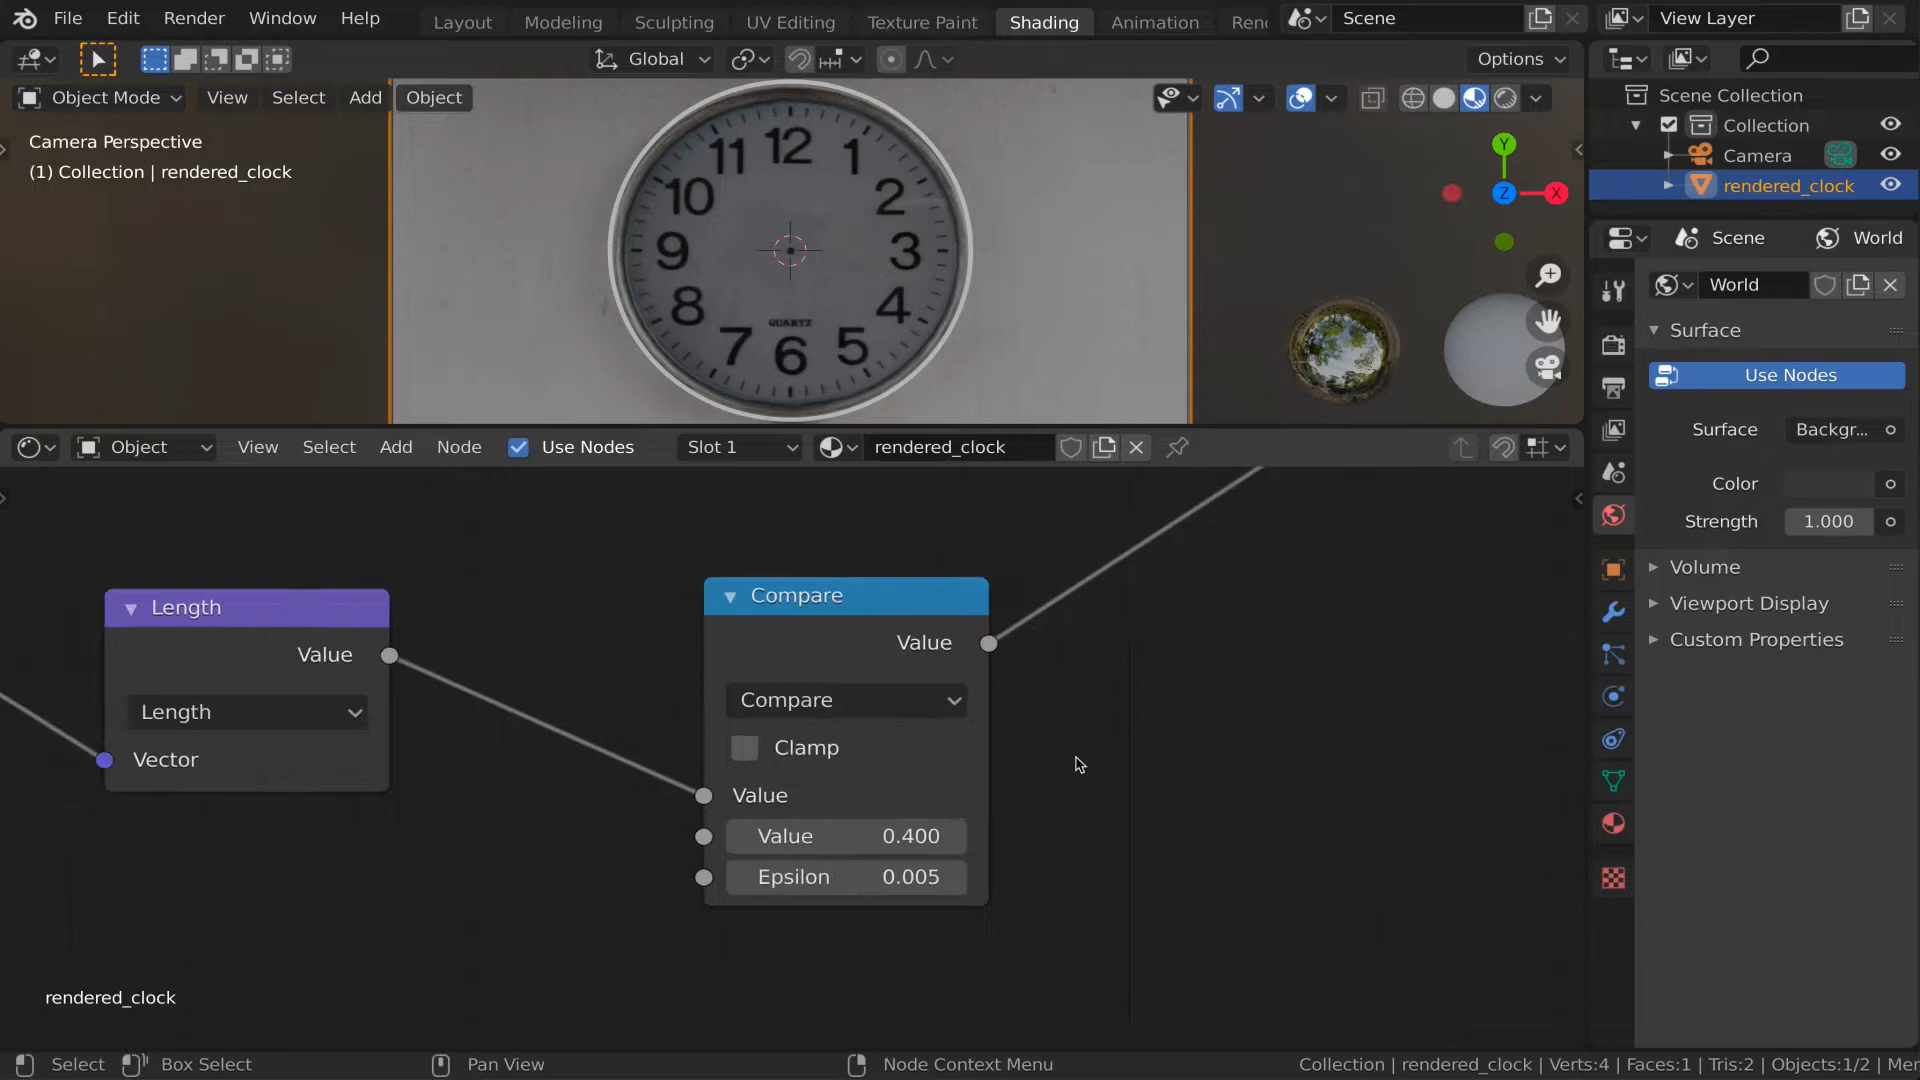 File Edit Render Window Help Layout Modeling Sculpting UV Editing Texture Paint Shading Animation Scene View Layer
Global Options
Object Mode View Select Add Object
Camera Perspective
(1) Collection | rendered_clock
12
11 1
10 2
9 3
8 4
QUARTZ
7 5
6
Y
Z X
Scene Collection
Collection
Camera
rendered_clock
Scene World
World
Surface
Use Nodes
Surface Backgr...
Color
Strength 1.000
Volume
Viewport Display
Custom Properties
Object View Select Add Node Use Nodes Slot 1 rendered_clock
Length
Value
Length
Vector
Compare
Value
Compare
Clamp
Value
Value 0.400
Epsilon 0.005
rendered_clock
Select Box Select Pan View Node Context Menu Collection | rendered_clock | Verts:4 | Faces:1 | Tris:2 | Objects:1/2 |